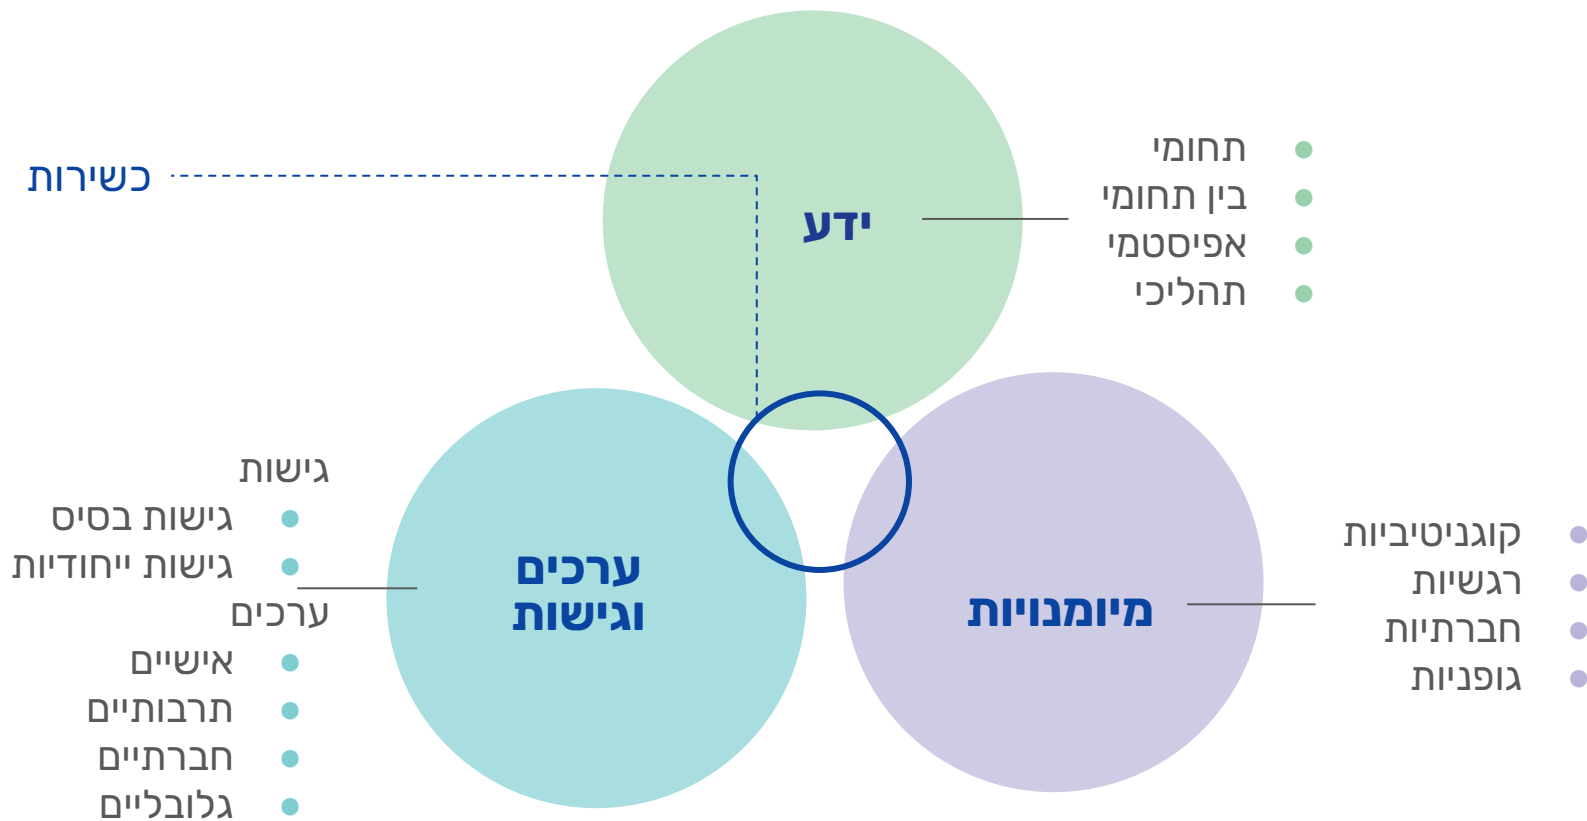 כשירות
ידע
תחומי
בין תחומי
אפיסטמי
תהליכי
מיומנויות
קוגניטיביות
רגשיות
חברתיות
גופניות
ערכים
וגישות
גישות
גישות בסיס
גישות ייחודיות
ערכים
אישיים
תרבותיים
חברתיים
גלובליים